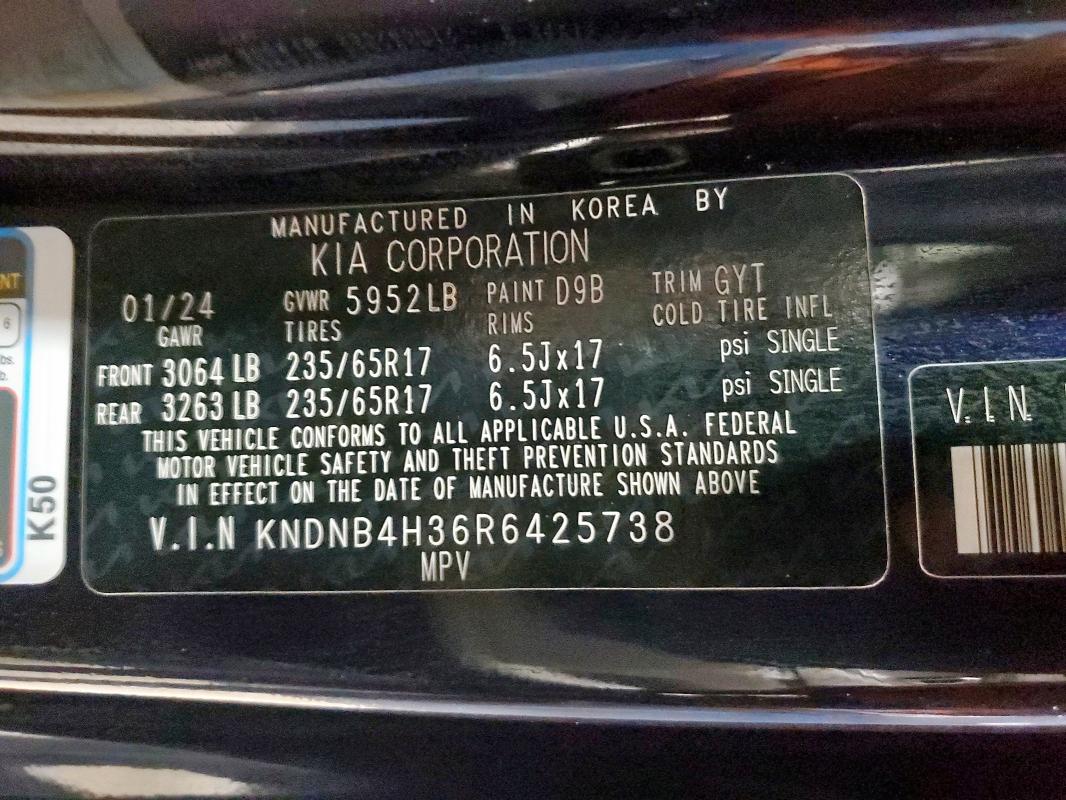 MANUFACTURED IN KOREA BY
KIA CORPORATION
01/24 GVWR 5952LB PAINT D9B TRIM GYT
GAWR TIRES RIMS COLD TIRE INFL
FRONT 3064 LB 235/65R17 6.5Jx17 psi SINGLE
REAR 3263 LB 235/65R17 6.5Jx17 psi SINGLE
THIS VEHICLE CONFORMS TO ALL APPLICABLE U.S.A. FEDERAL
MOTOR VEHICLE SAFETY AND THEFT PREVENTION STANDARDS
IN EFFECT ON THE DATE OF MANUFACTURE SHOWN ABOVE
V.I.N KNDNB4H36R6425738
MPV
NT
6
bs.
b.
K50
V.I.N.